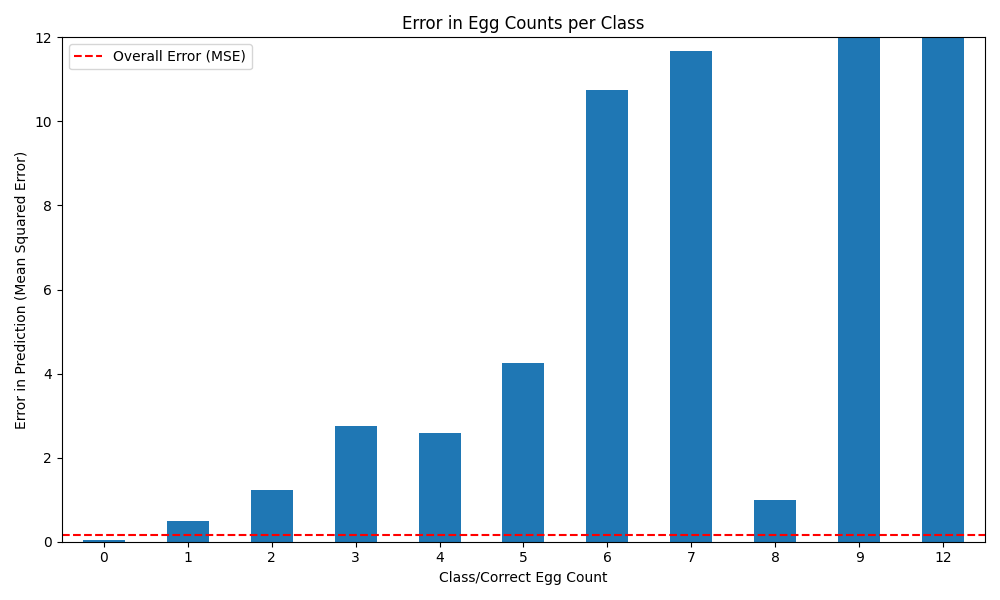 Error in Egg Counts per Class
Overall Error (MSE)
Error in Prediction (Mean Squared Error)
12
10
8
6
4
2
0
0 1 2 3 4 5 6 7 8 9 12
Class/Correct Egg Count